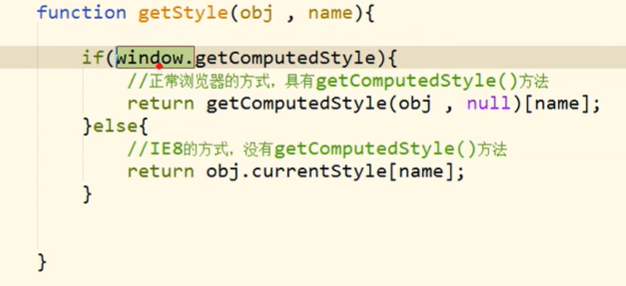 function getStyle(obj , name){
if(window.getComputedStyle){
//正常浏览器的方式，具有getComputedStyle()方法
return getComputedStyle(obj , null)[name];
}else{
//IE8的方式，没有getComputedStyle()方法
return obj.currentStyle[name];
}
}